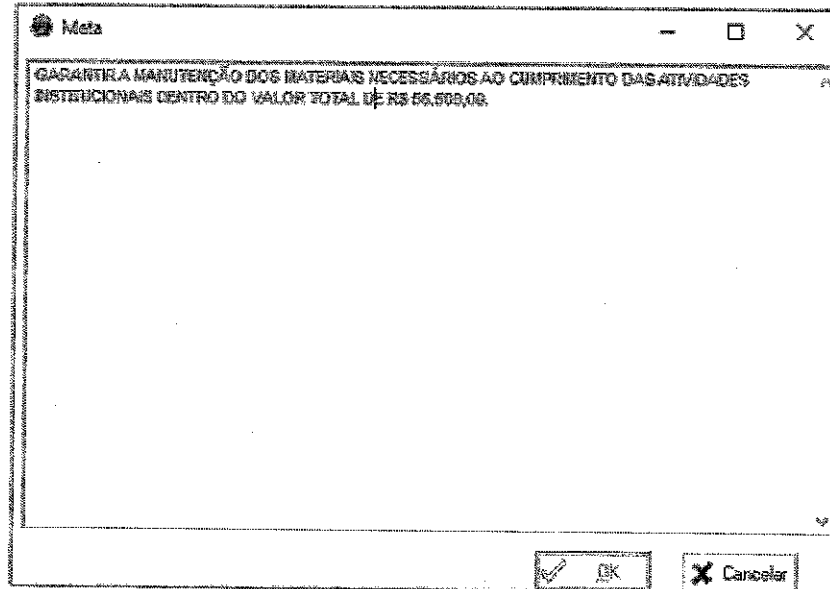 Meta
GARANTIR A MANUTENÇÃO DOS MATERIAIS NECESSÁRIOS AO CUMPRIMENTO DAS ATIVIDADES
INSTITUCIONAIS DENTRO DO VALOR TOTAL DE R$
OK
Cancelar